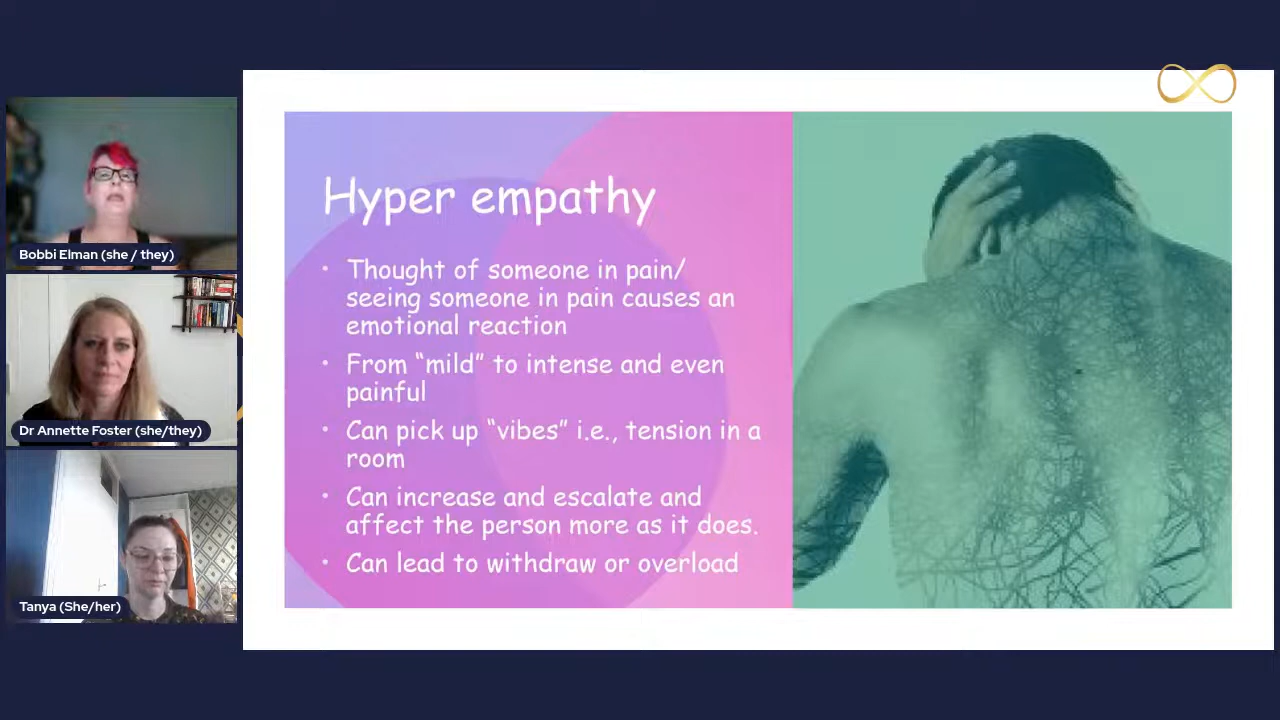 Bobbi Elman (she / they)
Dr Annette Foster (she/they)
Tanya (She/her)
Hyper empathy
• Thought of someone in pain/
seeing someone in pain causes an
emotional reaction
• From “mild” to intense and even
painful
• Can pick up “vibes” i.e., tension in a
room
• Can increase and escalate and
affect the person more as it does.
• Can lead to withdraw or overload